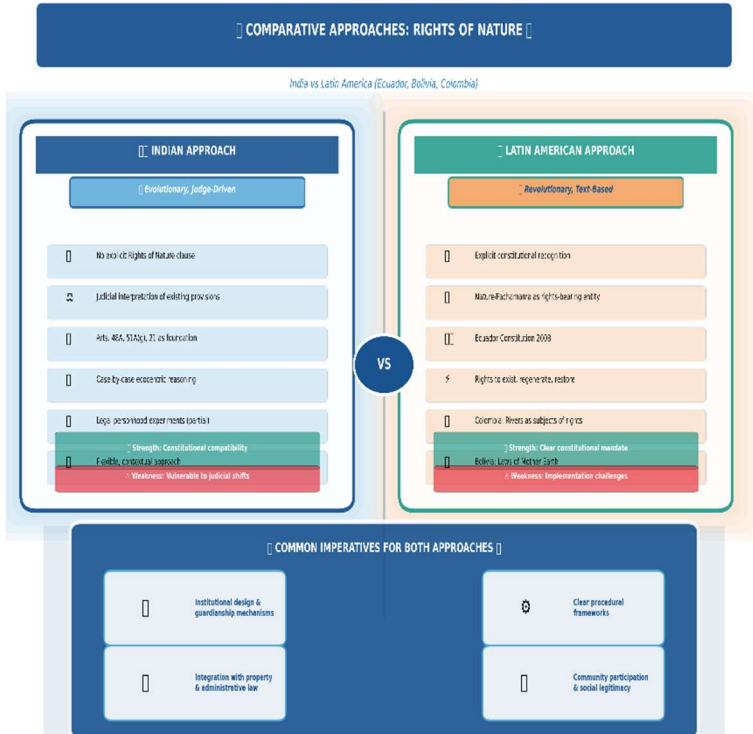 COMPARATIVE APPROACHES: RIGHTS OF NATURE
India vs Latin America (Ecuador, Bolivia, Colombia)
INDIAN APPROACH
Evolutionary, Judge-Driven
No explicit Rights of Nature clause
Judicial interpretation of existing provisions
Arts. 48A, 51A(g), 21 as foundation
Case-by-case ecocentric reasoning
Legal personhood experiments (partial)
Strength: Constitutional compatibility
Flexible, contextual approach
⚠ Weakness: Vulnerable to judicial shifts
VS
LATIN AMERICAN APPROACH
Revolutionary, Text-Based
Explicit constitutional recognition
Nature-Pachamama as rights-bearing entity
Ecuador Constitution 2008
Rights to exist, regenerate, restore
Colombia: Rivers as subjects of rights
Strength: Clear constitutional mandate
Bolivia: Laws of Mother Earth
⚠ Weakness: Implementation challenges
COMMON IMPERATIVES FOR BOTH APPROACHES
Institutional design &
guardianship mechanisms
Clear procedural
frameworks
Integration with property
& administrative law
Community participation
& social legitimacy